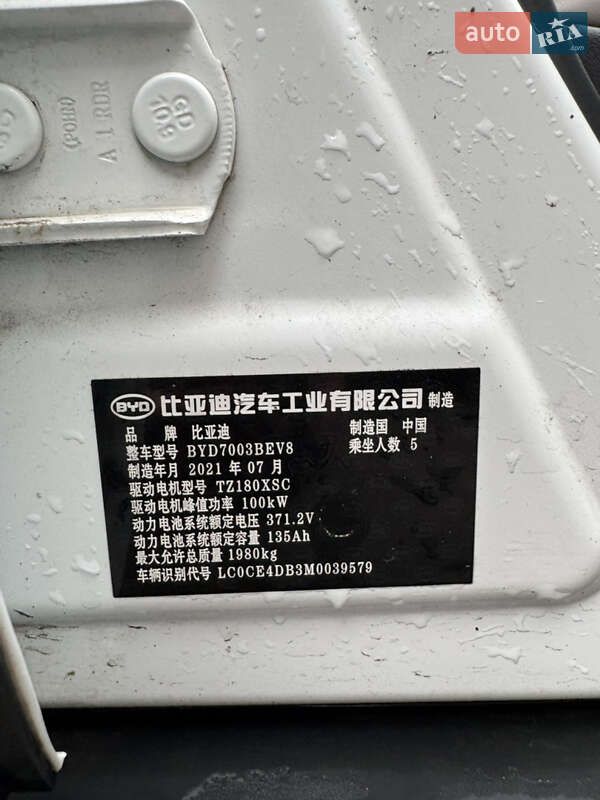 auto RIA .com
(POHN)
A 1 RDR
BYD 比亚迪汽车工业有限公司 制造
品 牌 比亚迪 制造国 中国
整车型号 BYD7003BEV8 乘坐人数 5
制造年月 2021 年 07 月
驱动电机型号 TZ180XSC
驱动电机峰值功率 100kW
动力电池系统额定电压 371.2V
动力电池系统额定容量 135Ah
最大允许总质量 1980kg
车辆识别代号 LC0CE4DB3M0039579